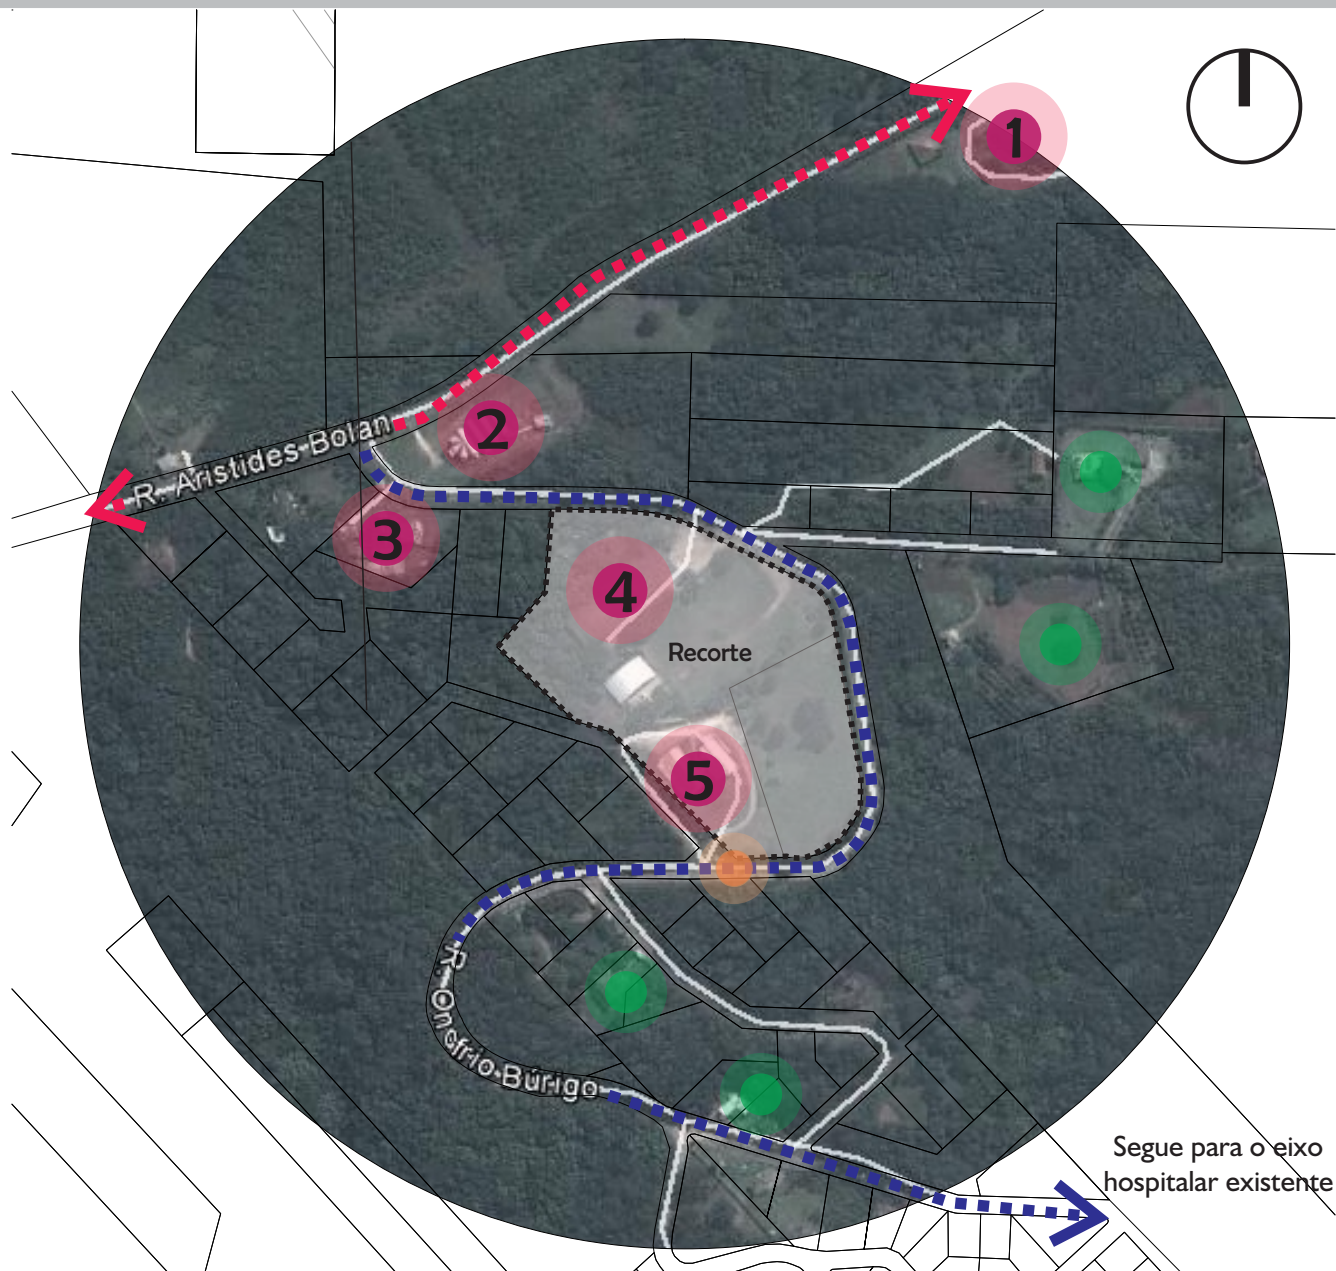 1
2
R. Aristides Bolan
3
4
Recorte
5
R. Onofrio Búrigo
Segue para o eixo
hospitalar existente